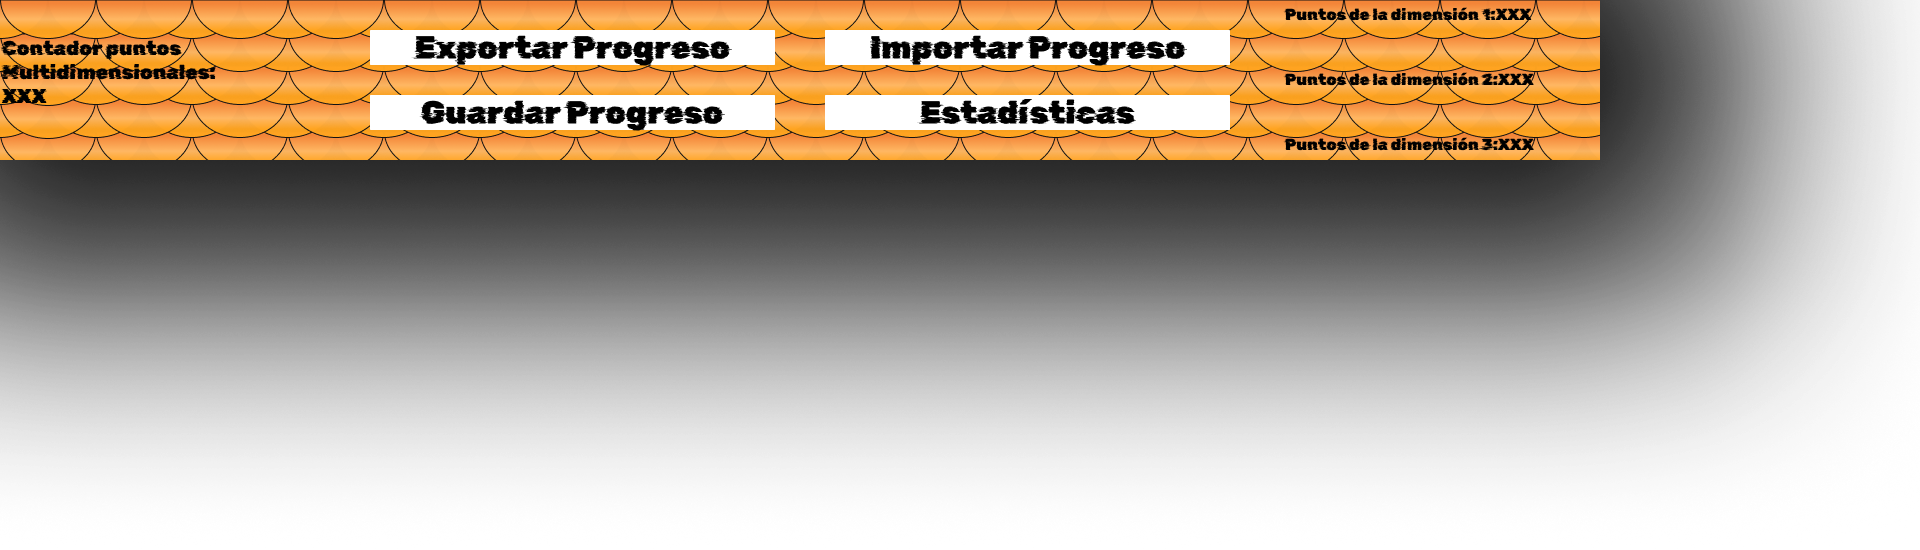 Contador puntos
Multidimensionales:
XXX
Exportar Progreso
Importar Progreso
Guardar Progreso
Estadísticas
Puntos de la dimensión 1:XXX
Puntos de la dimensión 2:XXX
Puntos de la dimensión 3:XXX